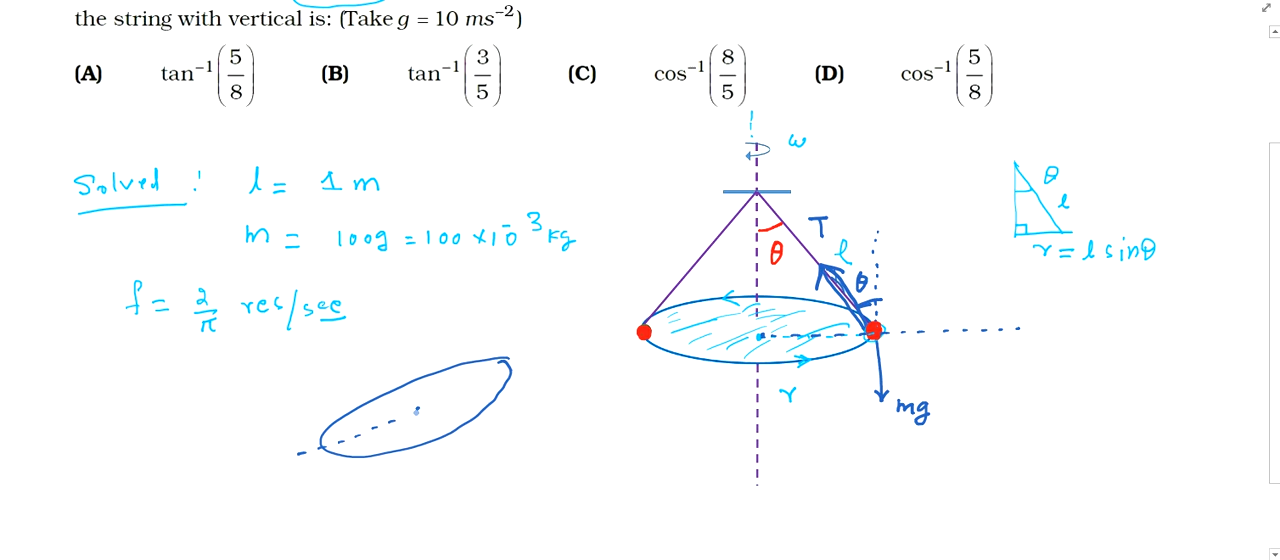 the string with vertical is: (Take g = 10 ms⁻²)
(A) tan⁻¹(5/8) (B) tan⁻¹(3/5) (C) cos⁻¹(8/5) (D) cos⁻¹(5/8)
ω
Solved : l = 1 m
m = 100g = 100 × 10⁻³ kg
f = 2/π rev/sec
θ
T
l
θ
r
mg
θ
l
r = l sinθ